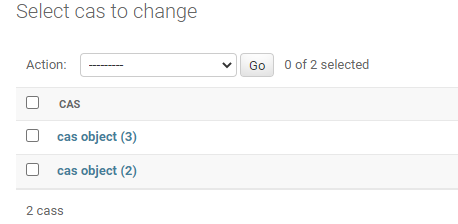 Select cas to change
Action: --------- Go 0 of 2 selected
CAS
cas object (3)
cas object (2)
2 cass